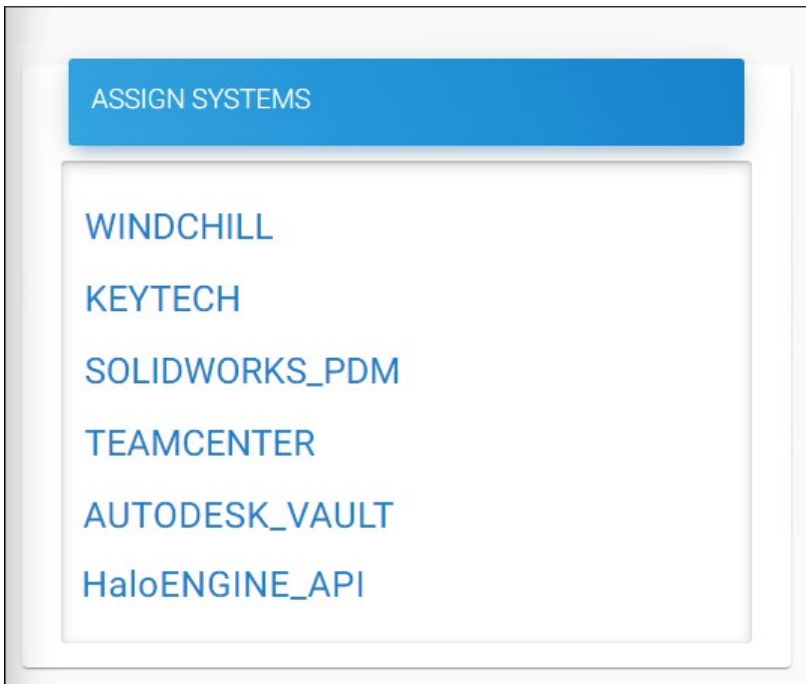 ASSIGN SYSTEMS
WINDCHILL
KEYTECH
SOLIDWORKS_PDM
TEAMCENTER
AUTODESK_VAULT
HaloENGINE_API